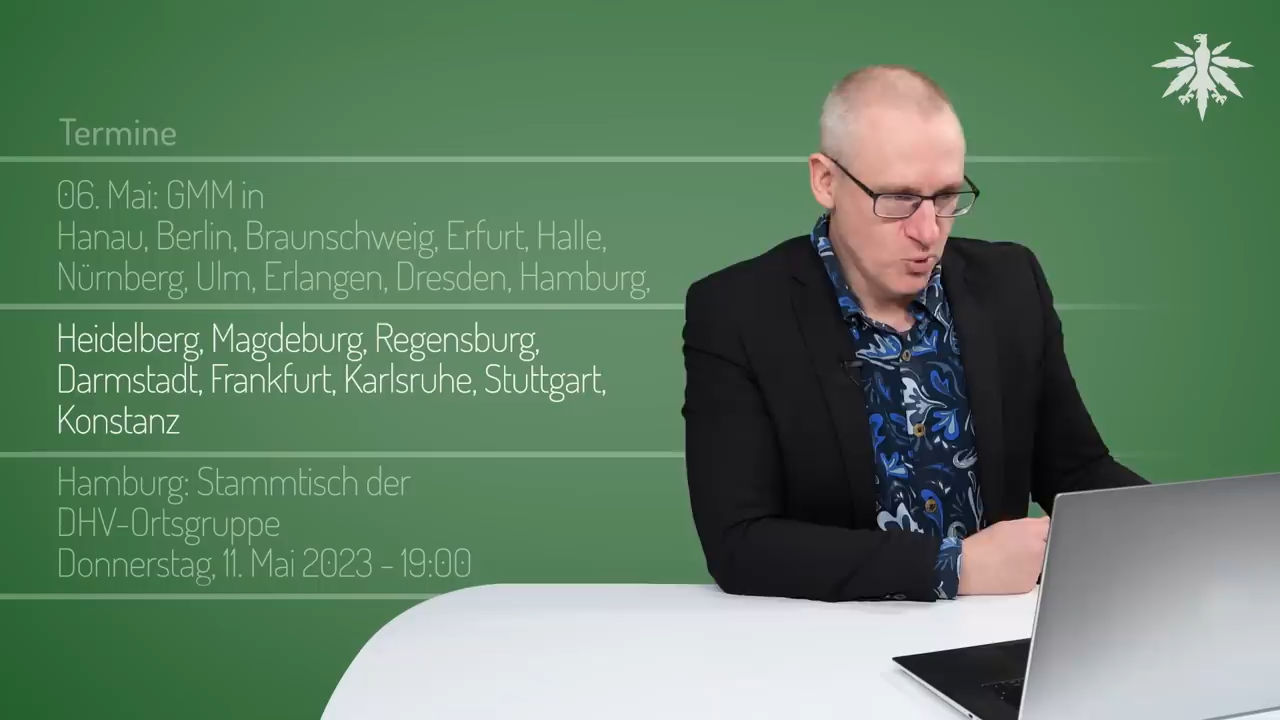 Termine
06. Mai: GMM in
Hanau, Berlin, Braunschweig, Erfurt, Halle,
Nürnberg, Ulm, Erlangen, Dresden, Hamburg,
Heidelberg, Magdeburg, Regensburg,
Darmstadt, Frankfurt, Karlsruhe, Stuttgart,
Konstanz
Hamburg: Stammtisch der
DHV-Ortsgruppe
Donnerstag, 11. Mai 2023 - 19:00